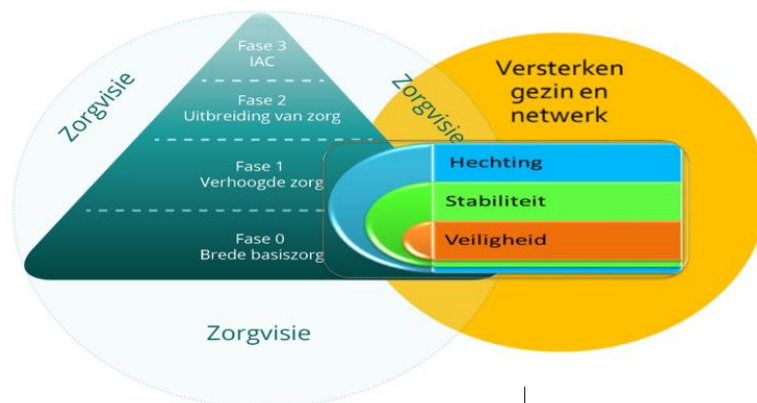 Fase 3
IAC
Fase 2
Uitbreiding van zorg
Fase 1
Verhoogde zorg
Fase 0
Brede basiszorg
Zorgvisie
Zorgvisie
Zorgvisie
Versterken
gezin en
netwerk
Hechting
Stabiliteit
Veiligheid